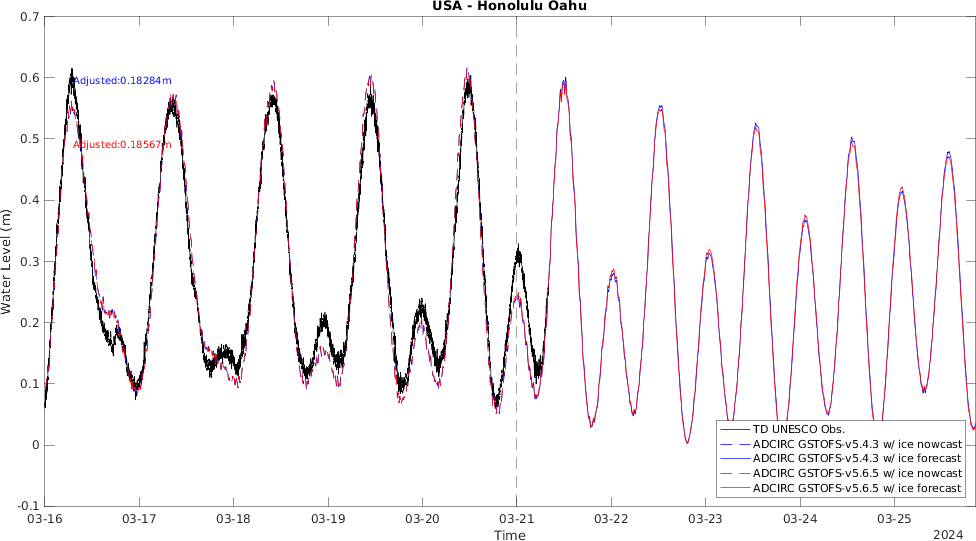 USA - Honolulu Oahu
0.7
0.6
0.5
0.4
0.3
0.2
0.1
0
-0.1
Water Level (m)
Adjusted:0.18284m
Adjusted:0.18567m
TD UNESCO Obs.
ADCIRC GSTOFS-v5.4.3 w/ ice nowcast
ADCIRC GSTOFS-v5.4.3 w/ ice forecast
ADCIRC GSTOFS-v5.6.5 w/ ice nowcast
ADCIRC GSTOFS-v5.6.5 w/ ice forecast
03-16 03-17 03-18 03-19 03-20 03-21 03-22 03-23 03-24 03-25
Time
2024